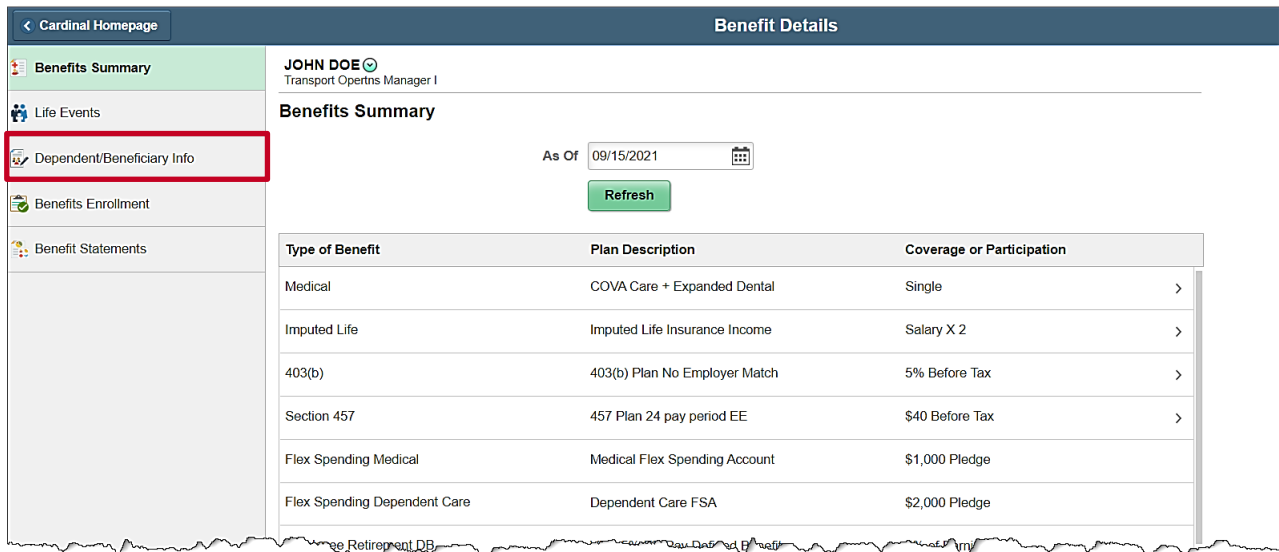 Cardinal Homepage
Benefit Details
Benefits Summary
Life Events
Dependent/Beneficiary Info
Benefits Enrollment
Benefit Statements
JOHN DOE
Transport Opertns Manager I
Benefits Summary
As Of 09/15/2021
Refresh
Type of Benefit Plan Description Coverage or Participation
Medical COVA Care + Expanded Dental Single
Imputed Life Imputed Life Insurance Income Salary X 2
403(b) 403(b) Plan No Employer Match 5% Before Tax
Section 457 457 Plan 24 pay period EE $40 Before Tax
Flex Spending Medical Medical Flex Spending Account $1,000 Pledge
Flex Spending Dependent Care Dependent Care FSA $2,000 Pledge
Retirement DB Defined